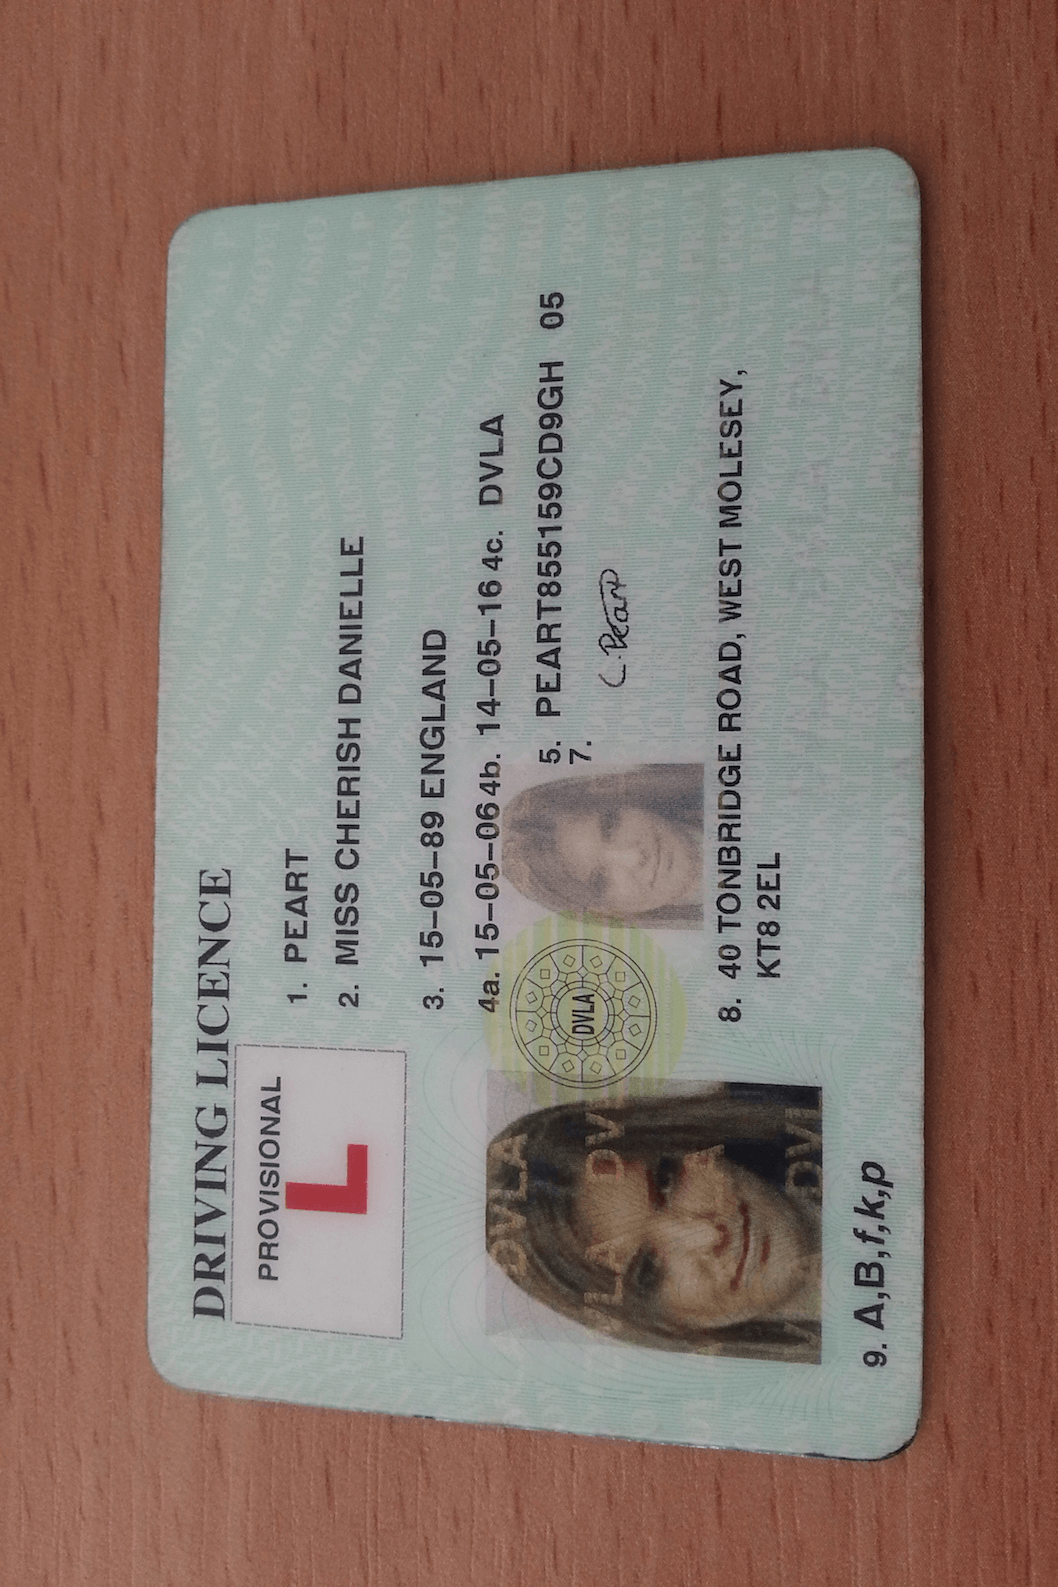 DRIVING LICENCE
PROVISIONAL
L
1. PEART
2. MISS CHERISH DANIELLE
3. 15-05-89 ENGLAND
4a. 15-05-06 4b. 14-05-16 4c. DVLA
5. PEART855159CD9GH 05
7. C. Peart
DVLA
8. 40 TONBRIDGE ROAD, WEST MOLESEY,
KT8 2EL
9. A,B,f,k,p